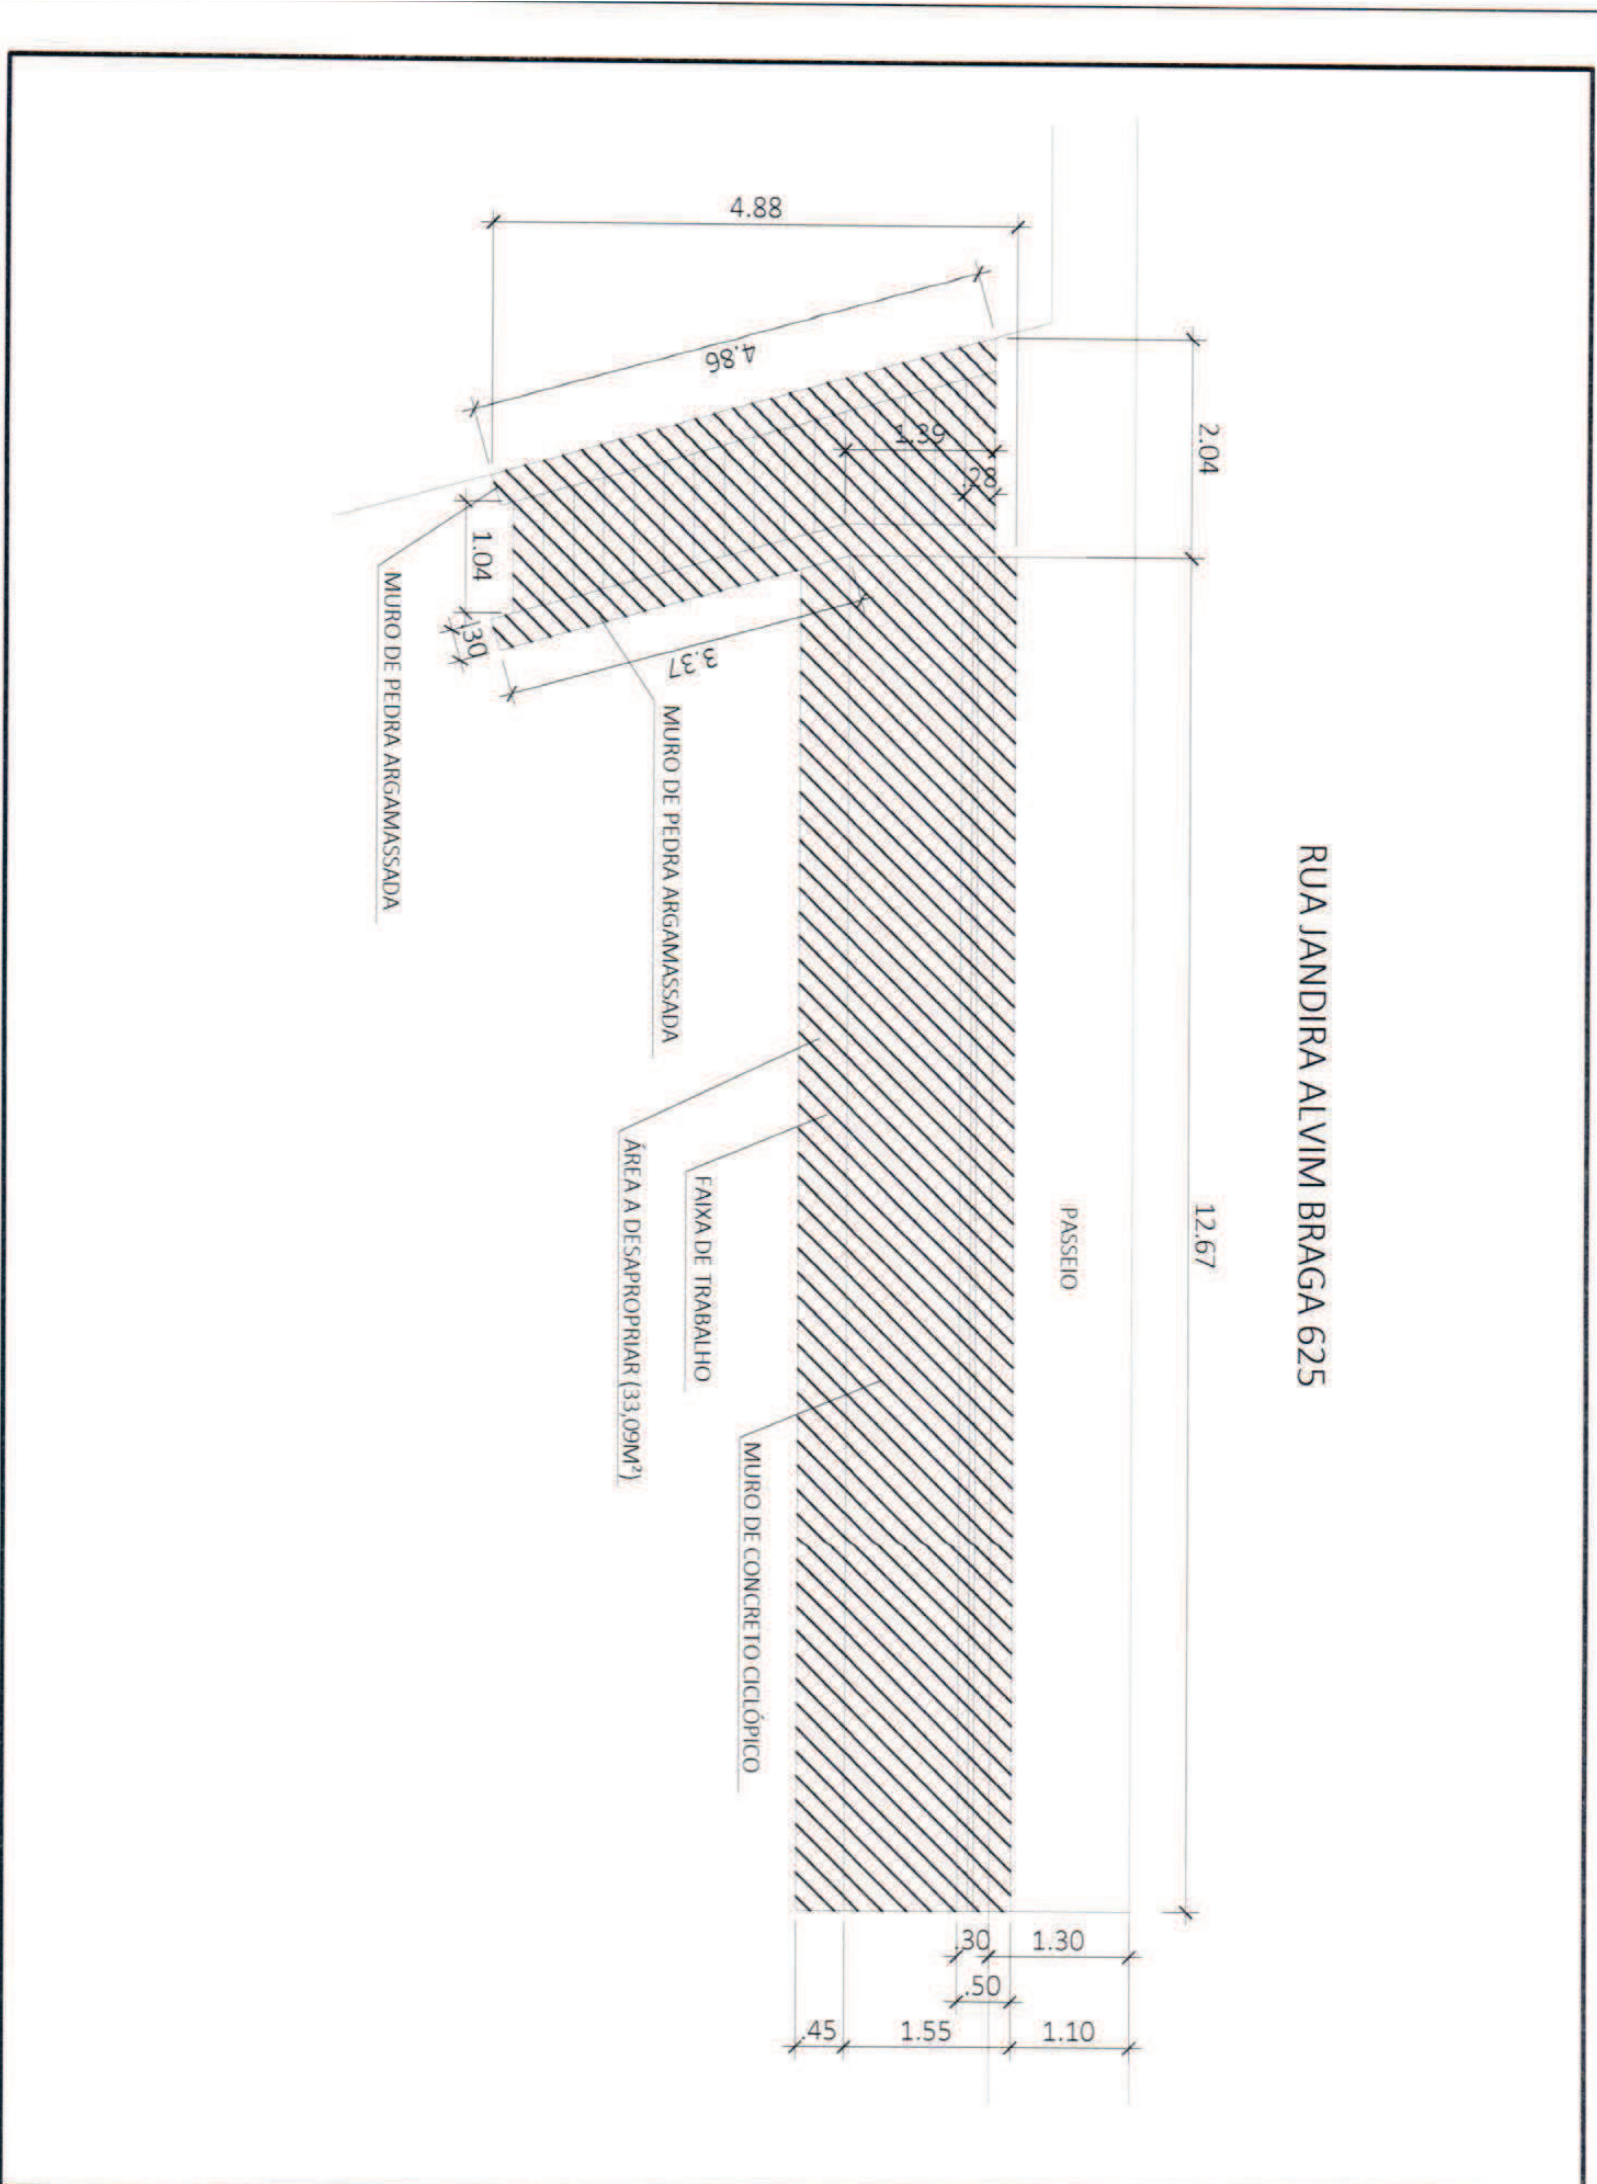 RUA JANDIRA ALVIM BRAGA 625
2.04
12.67
PASSEIO
4.88
4.86
1.39
.28
1.04
.30
3.37
MURO DE PEDRA ARGAMASSADA
MURO DE PEDRA ARGAMASSADA
ÁREA A DESAPROPRIAR (33,09M²)
FAIXA DE TRABALHO
MURO DE CONCRETO CICLÓPICO
.30
1.30
.50
.45
1.55
1.10